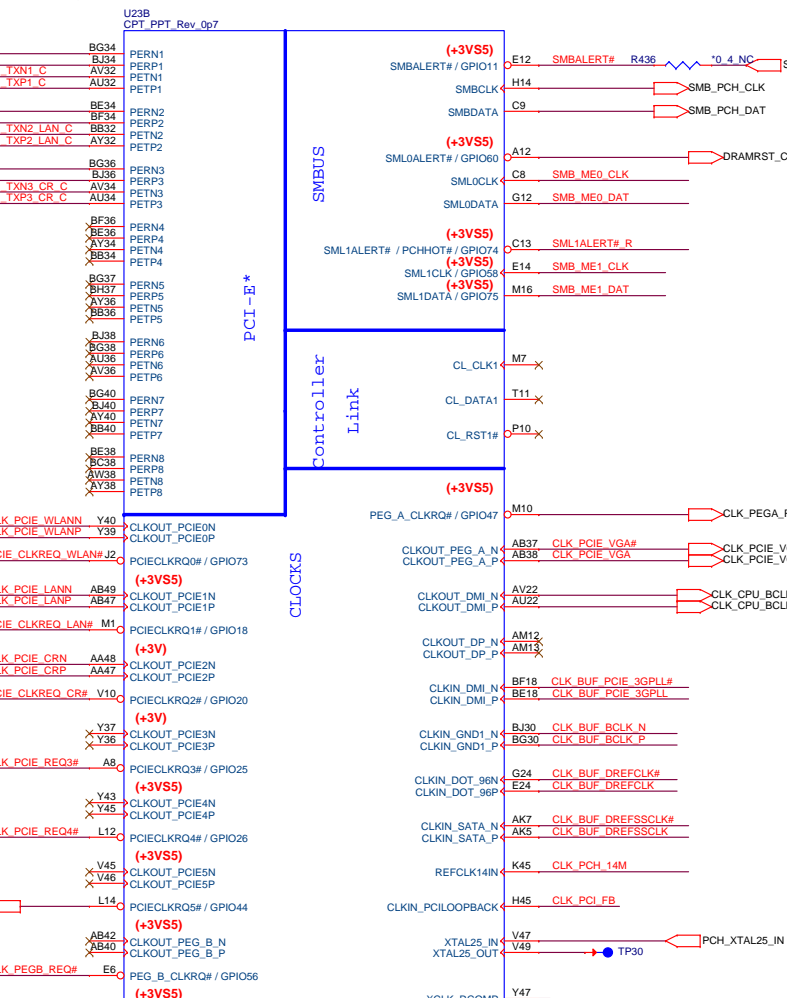 U23B
CPT_PPT_Rev_0p7
BG34 PERN1
BJ34 PERP1
_TXN1_C AV32 PETN1
_TXP1_C AU32 PETP1
BE34 PERN2
BF34 PERP2
TXN2_LAN_C BB32 PETN2
TXP2_LAN_C AY32 PETP2
BG36 PERN3
BJ36 PERP3
TXN3_CR_C AV34 PETN3
TXP3_CR_C AU34 PETP3
BF36 PERN4
BE36 PERP4
AY34 PETN4
BB34 PETP4
BG37 PERN5
BH37 PERP5
AY36 PETN5
BB36 PETP5
BJ38 PERN6
BG38 PERP6
AU36 PETN6
AV36 PETP6
BG40 PERN7
BJ40 PERP7
AY40 PETN7
BB40 PETP7
BE38 PERN8
BC38 PERP8
AW38 PETN8
AY38 PETP8
PCI-E*
LK_PCIE_WLANN Y40 CLKOUT_PCIE0N
LK_PCIE_WLANP Y39 CLKOUT_PCIE0P
IE_CLKREQ_WLAN# J2 PCIECLKRQ0# / GPIO73
(+3VS5)
LK_PCIE_LANN AB49 CLKOUT_PCIE1N
LK_PCIE_LANP AB47 CLKOUT_PCIE1P
IE_CLKREQ_LAN# M1 PCIECLKRQ1# / GPIO18
(+3V)
LK_PCIE_CRN AA48 CLKOUT_PCIE2N
LK_PCIE_CRP AA47 CLKOUT_PCIE2P
IE_CLKREQ_CR# V10 PCIECLKRQ2# / GPIO20
(+3V)
Y37 CLKOUT_PCIE3N
Y36 CLKOUT_PCIE3P
LK_PCIE_REQ3# A8 PCIECLKRQ3# / GPIO25
(+3VS5)
Y43 CLKOUT_PCIE4N
Y45 CLKOUT_PCIE4P
LK_PCIE_REQ4# L12 PCIECLKRQ4# / GPIO26
(+3VS5)
V45 CLKOUT_PCIE5N
V46 CLKOUT_PCIE5P
L14 PCIECLKRQ5# / GPIO44
(+3VS5)
AB42 CLKOUT_PEG_B_N
AB40 CLKOUT_PEG_B_P
LK_PEGB_REQ# E6 PEG_B_CLKRQ# / GPIO56
(+3VS5)
SMBUS
(+3VS5)
SMBALERT# / GPIO11 E12 SMBALERT# R436 *0_4_NC S
SMBCLK H14 SMB_PCH_CLK
SMBDATA C9 SMB_PCH_DAT
(+3VS5)
SML0ALERT# / GPIO60 A12 DRAMRST_C
SML0CLK C8 SMB_ME0_CLK
SML0DATA G12 SMB_ME0_DAT
(+3VS5)
SML1ALERT# / PCHHOT# / GPIO74 C13 SML1ALERT#_R
(+3VS5)
SML1CLK / GPIO58 E14 SMB_ME1_CLK
(+3VS5)
SML1DATA / GPIO75 M16 SMB_ME1_DAT
Controller
Link
CL_CLK1 M7
CL_DATA1 T11
CL_RST1# P10
CLOCKS
(+3VS5)
PEG_A_CLKRQ# / GPIO47 M10 CLK_PEGA_
CLKOUT_PEG_A_N AB37 CLK_PCIE_VGA# CLK_PCIE_V
CLKOUT_PEG_A_P AB38 CLK_PCIE_VGA CLK_PCIE_V
CLKOUT_DMI_N AV22 CLK_CPU_BCL
CLKOUT_DMI_P AU22 CLK_CPU_BCL
CLKOUT_DP_N AM12
CLKOUT_DP_P AM13
CLKIN_DMI_N BF18 CLK_BUF_PCIE_3GPLL#
CLKIN_DMI_P BE18 CLK_BUF_PCIE_3GPLL
CLKIN_GND1_N BJ30 CLK_BUF_BCLK_N
CLKIN_GND1_P BG30 CLK_BUF_BCLK_P
CLKIN_DOT_96N G24 CLK_BUF_DREFCLK#
CLKIN_DOT_96P E24 CLK_BUF_DREFCLK
CLKIN_SATA_N AK7 CLK_BUF_DREFSSCLK#
CLKIN_SATA_P AK5 CLK_BUF_DREFSSCLK
REFCLK14IN K45 CLK_PCH_14M
CLKIN_PCILOOPBACK H45 CLK_PCI_FB
XTAL25_IN V47 PCH_XTAL25_IN
XTAL25_OUT V49 TP30
Y47